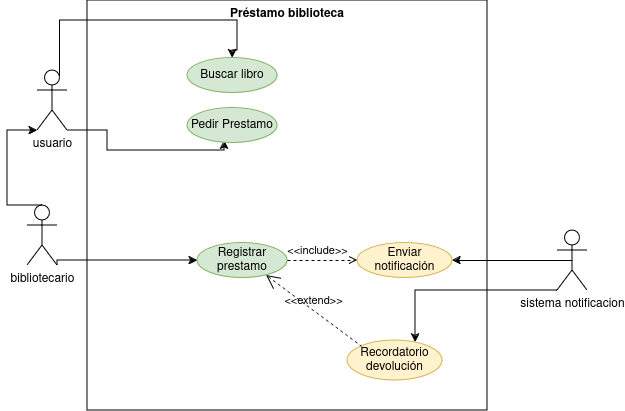 Préstamo biblioteca
Buscar libro
Pedir Prestamo
usuario
Registrar
prestamo
<<include>>
Enviar
notificación
bibliotecario
sistema notificacion
<<extend>>
Recordatorio
devolución